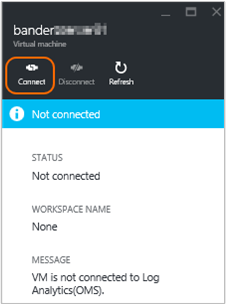 bander
Virtual machine
Connect Disconnect Refresh
Not connected
STATUS
Not connected
WORKSPACE NAME
None
MESSAGE
VM is not connected to Log
Analytics(OMS).